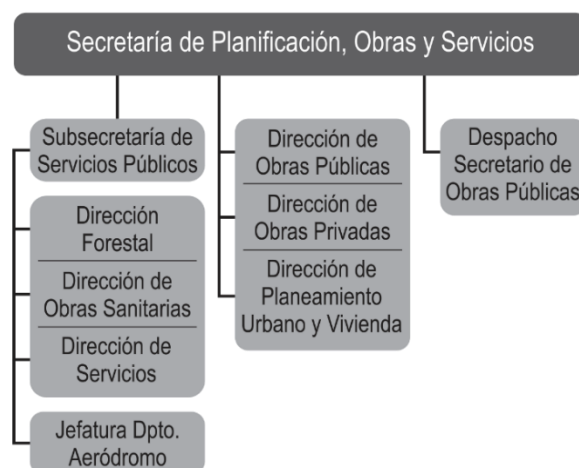 Secretaría de Planificación, Obras y Servicios
Subsecretaría de
Servicios Públicos
Dirección
Forestal
Dirección de
Obras Sanitarias
Dirección de
Servicios
Jefatura Dpto.
Aeródromo
Dirección de
Obras Públicas
Dirección de
Obras Privadas
Dirección de
Planeamiento
Urbano y Vivienda
Despacho
Secretario de
Obras Públicas